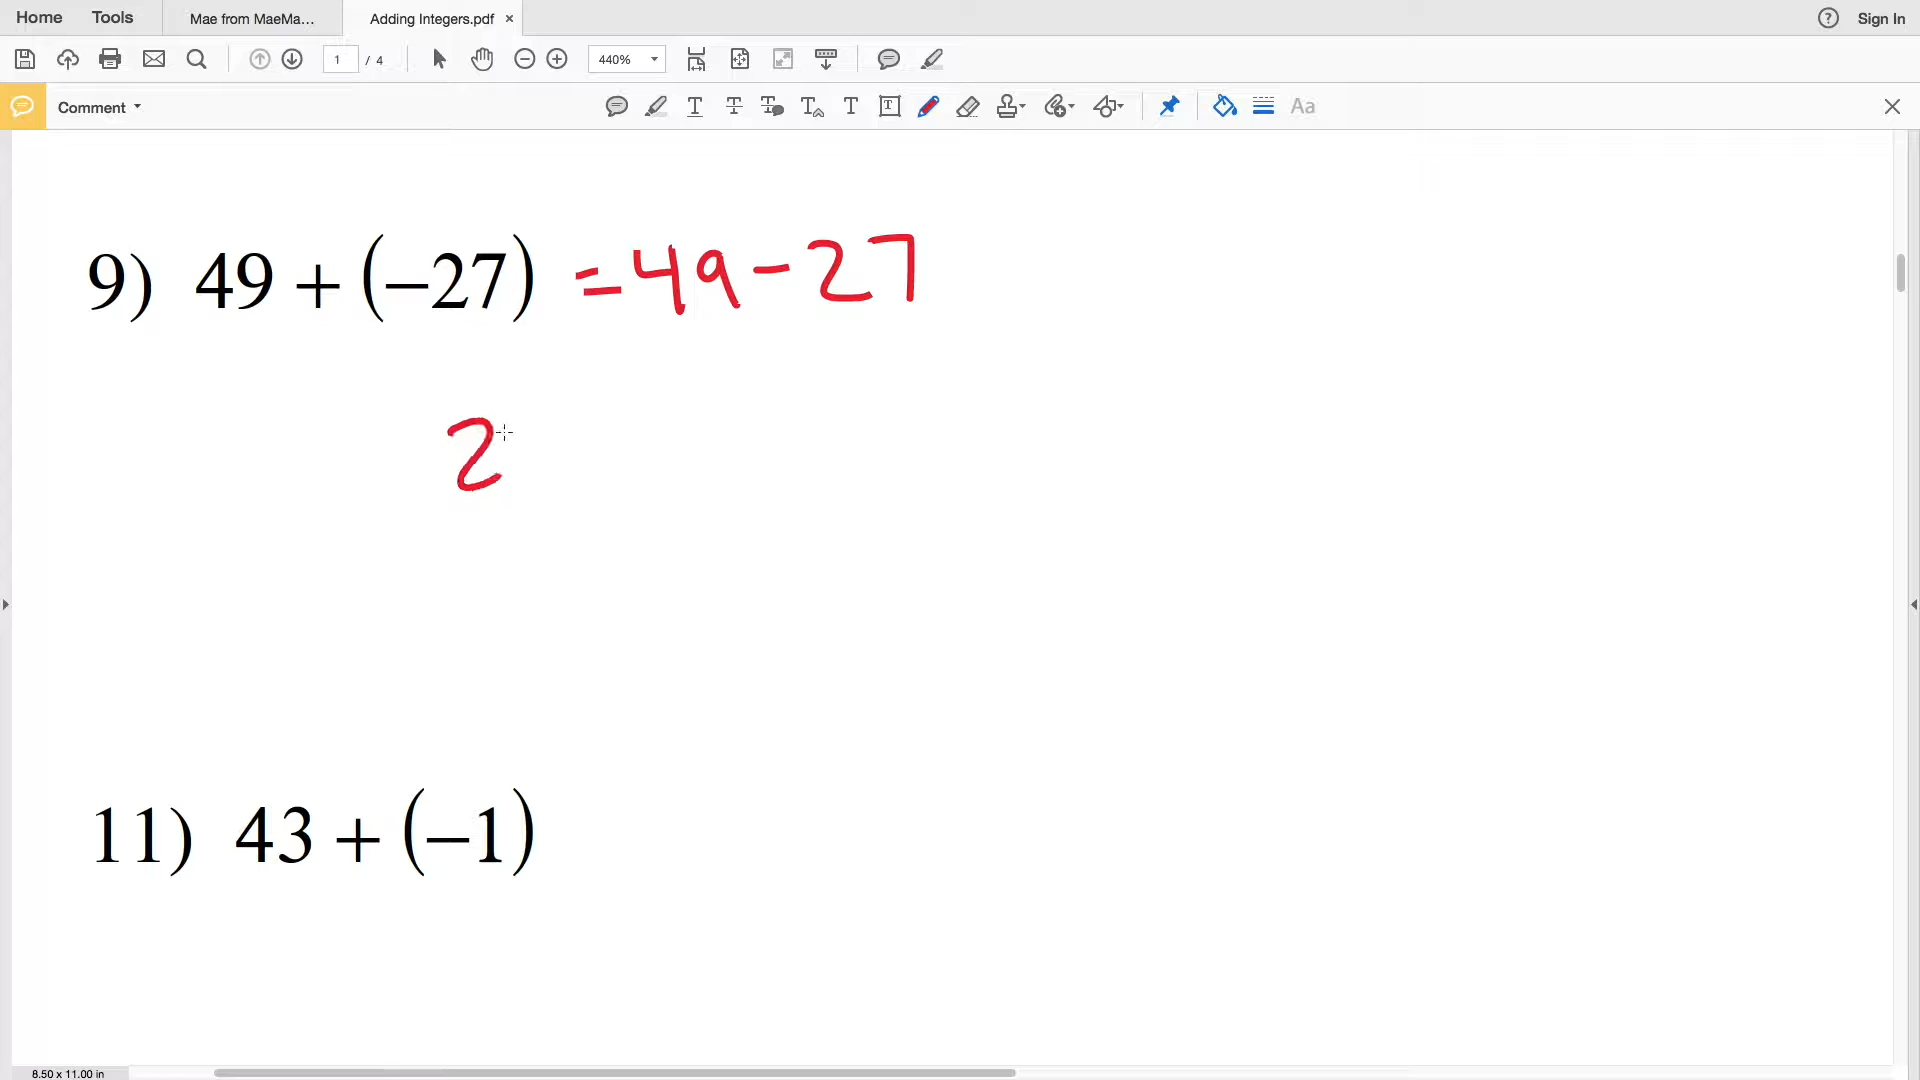 Home Tools Mae from MaeMa... Adding Integers.pdf × ? Sign In
1 / 4 440%
Comment T T T T T T Aa
9) 49 + (−27) = 49 - 27
2
11) 43 + (−1)
8.50 x 11.00 in